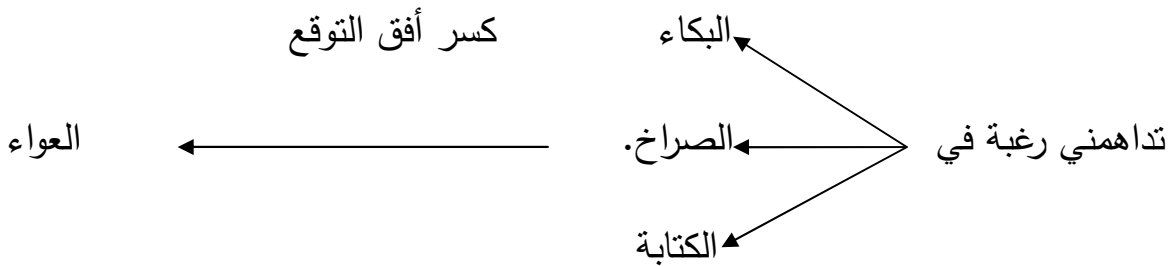 البكاء كسر أفق التوقع
تداهمني رغبة في الصراخ. العواء
الكتابة